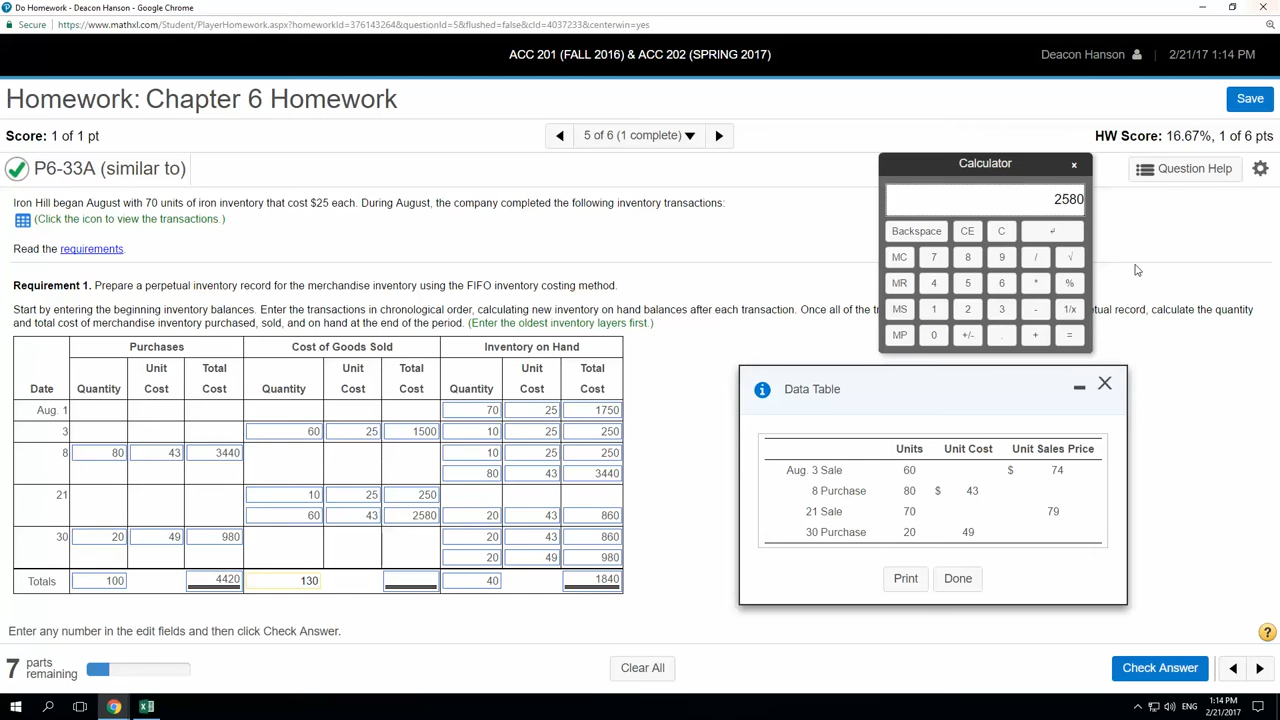 Do Homework - Deacon Hanson - Google Chrome
Secure https://www.mathxl.com/Student/PlayerHomework.aspx?homeworkId=376143264&questionId=5&flushed=false&cld=4037233&centerwin=yes
ACC 201 (FALL 2016) & ACC 202 (SPRING 2017) Deacon Hanson 2/21/17 1:14 PM
Homework: Chapter 6 Homework Save
Score: 1 of 1 pt 5 of 6 (1 complete) HW Score: 16.67%, 1 of 6 pts
P6-33A (similar to) Question Help
Iron Hill began August with 70 units of iron inventory that cost $25 each. During August, the company completed the following inventory transactions:
(Click the icon to view the transactions.)
Read the requirements.
Requirement 1. Prepare a perpetual inventory record for the merchandise inventory using the FIFO inventory costing method.
Start by entering the beginning inventory balances. Enter the transactions in chronological order, calculating new inventory on hand balances after each transaction. Once all of the tr etual record, calculate the quantity
and total cost of merchandise inventory purchased, sold, and on hand at the end of the period. (Enter the oldest inventory layers first.)
Purchases Cost of Goods Sold Inventory on Hand
Unit Total Unit Total Unit Total
Date Quantity Cost Cost Quantity Cost Cost Quantity Cost Cost
Aug. 1 70 25 1750
3 60 25 1500 10 25 250
8 80 43 3440 10 25 250
80 43 3440
21 10 25 250
60 43 2580 20 43 860
30 20 49 980 20 43 860
20 49 980
Totals 100 4420 130 40 1840
Calculator x
2580
Backspace CE C ↲
MC 7 8 9 / √
MR 4 5 6 * %
MS 1 2 3 - 1/x
MP 0 +/- . + =
Data Table
Units Unit Cost Unit Sales Price
Aug. 3 Sale 60 $ 74
8 Purchase 80 $ 43
21 Sale 70 79
30 Purchase 20 49
Print Done
Enter any number in the edit fields and then click Check Answer.
7 parts remaining Clear All Check Answer
?
ENG 1:14 PM
2/21/2017